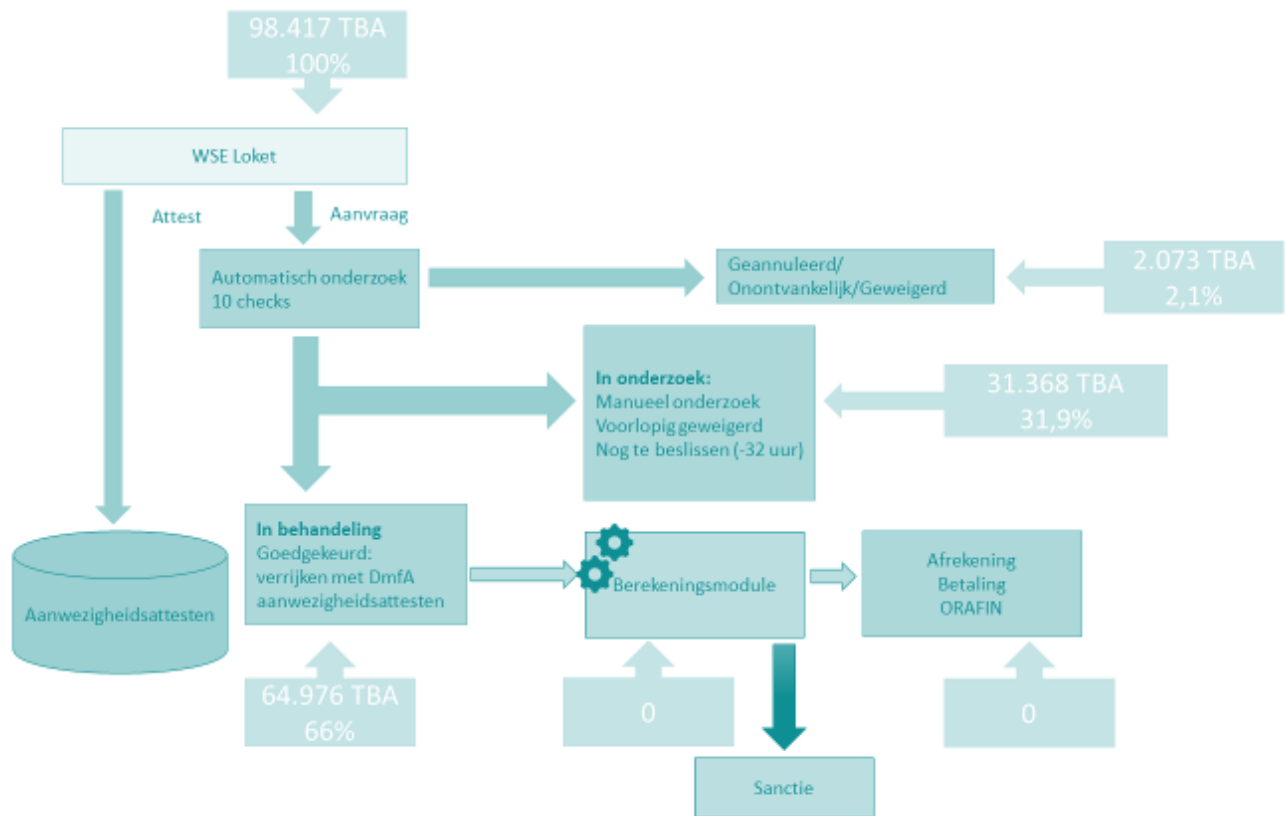 98.417 TBA
100%
WSE Loket
Attest
Aanvraag
Automatisch onderzoek
10 checks
Geannuleerd/
Onontvankelijk/Geweigerd
2.073 TBA
2,1%
In onderzoek:
Manueel onderzoek
Voorlopig geweigerd
Nog te beslissen (-32 uur)
31.368 TBA
31,9%
Aanwezigheidsattesten
In behandeling
Goedgekeurd:
verrijken met DmfA
aanwezigheidsattesten
Berekeningsmodule
Afrekening
Betaling
ORAFIN
64.976 TBA
66%
0
0
Sanctie